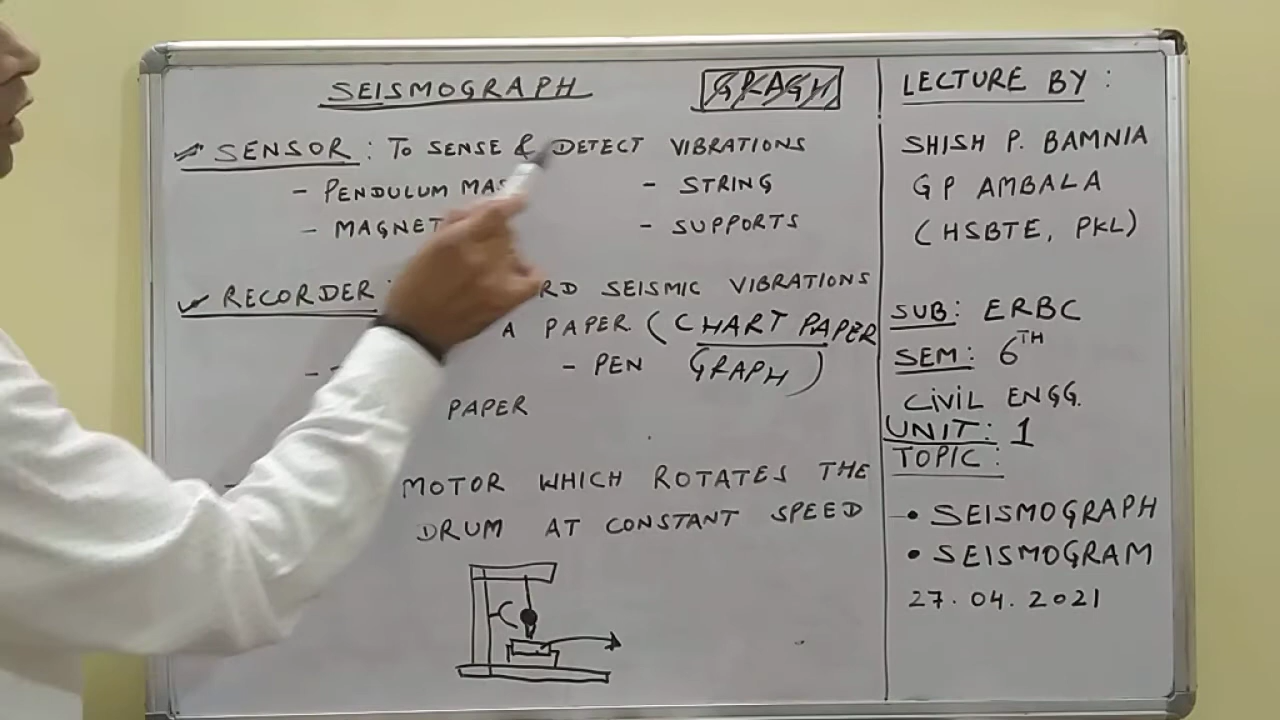 SEISMOGRAPH
GRAGH
SENSOR: TO SENSE & DETECT VIBRATIONS
- PENDULUM MAS - STRING
- MAGNET - SUPPORTS
RECORDER: RD SEISMIC VIBRATIONS
A PAPER (CHART PAPER
- PEN GRAPH)
PAPER
MOTOR WHICH ROTATES THE
DRUM AT CONSTANT SPEED
LECTURE BY:
SHISH P. BAMNIA
GP AMBALA
(HSBTE, PKL)
SUB: ERBC
SEM: 6TH
CIVIL ENGG.
UNIT: 1
TOPIC:
• SEISMOGRAPH
• SEISMOGRAM
27.04.2021